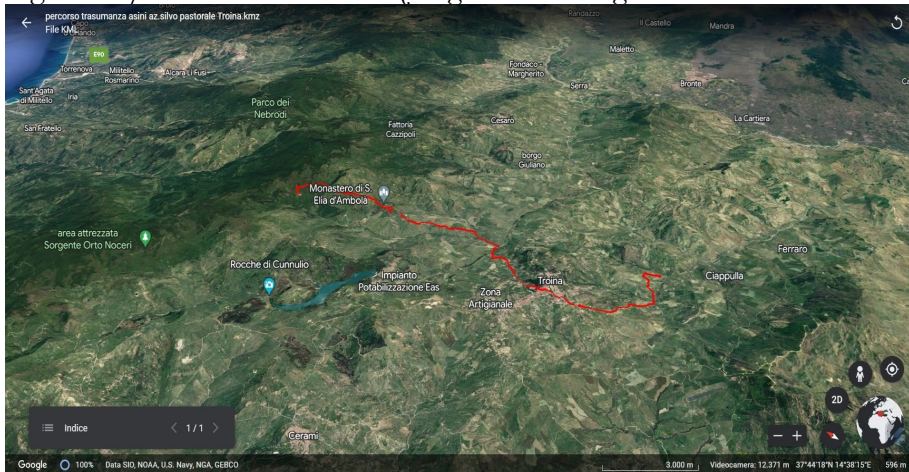 percorso trasumanza asini az.silvo pastorale Troina.kmz
File KML
Capo
d'Orlando
E90
Torrenova
Militello
Rosmarino
Alcara Li Fusi
Sant'Agata
di Militello
Iria
San Fratello
Randazzo
Il Castello
Mandra
Maletto
Fondaco-
Margherito
Serra
Bronte
La Cartiera
Parco dei
Nebrodi
Fattoria
Cazzipoli
Cesarò
borgo
Giuliano
Monastero di S.
Elia d'Ambola
area attrezzata
Sorgente Orto Noceri
Rocche di Cunnulio
Impianto
Potabilizzazione Eas
Zona
Artigianale
Troina
Ciappulla
Ferraro
Cerami
2D
Indice
1/1
Google
100%
Data SIO, NOAA, U.S. Navy, NGA, GEBCO
3.000 m
Videocamera: 12.371 m
37°44'18"N 14°38'15"E
596 m